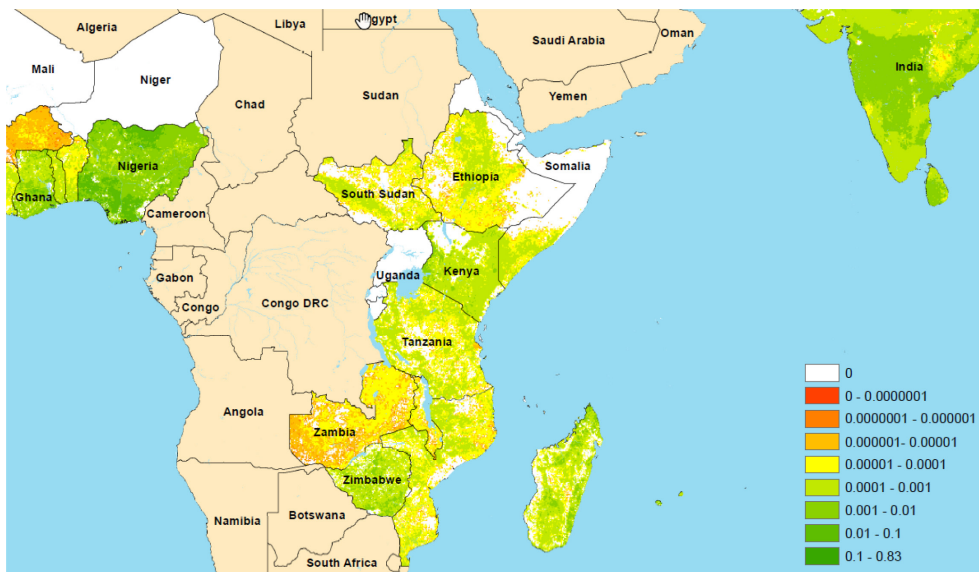 Algeria
Libya
gypt
Saudi Arabia
Oman
Mali
Niger
Chad
Sudan
Yemen
India
Nigeria
Ethiopia
Somalia
Ghana
South Sudan
Cameroon
Uganda
Kenya
Gabon
Congo
Congo DRC
Tanzania
Angola
Zambia
Zimbabwe
Namibia
Botswana
South Africa
0
0 - 0.0000001
0.0000001 - 0.000001
0.000001- 0.00001
0.00001 - 0.0001
0.0001 - 0.001
0.001 - 0.01
0.01 - 0.1
0.1 - 0.83